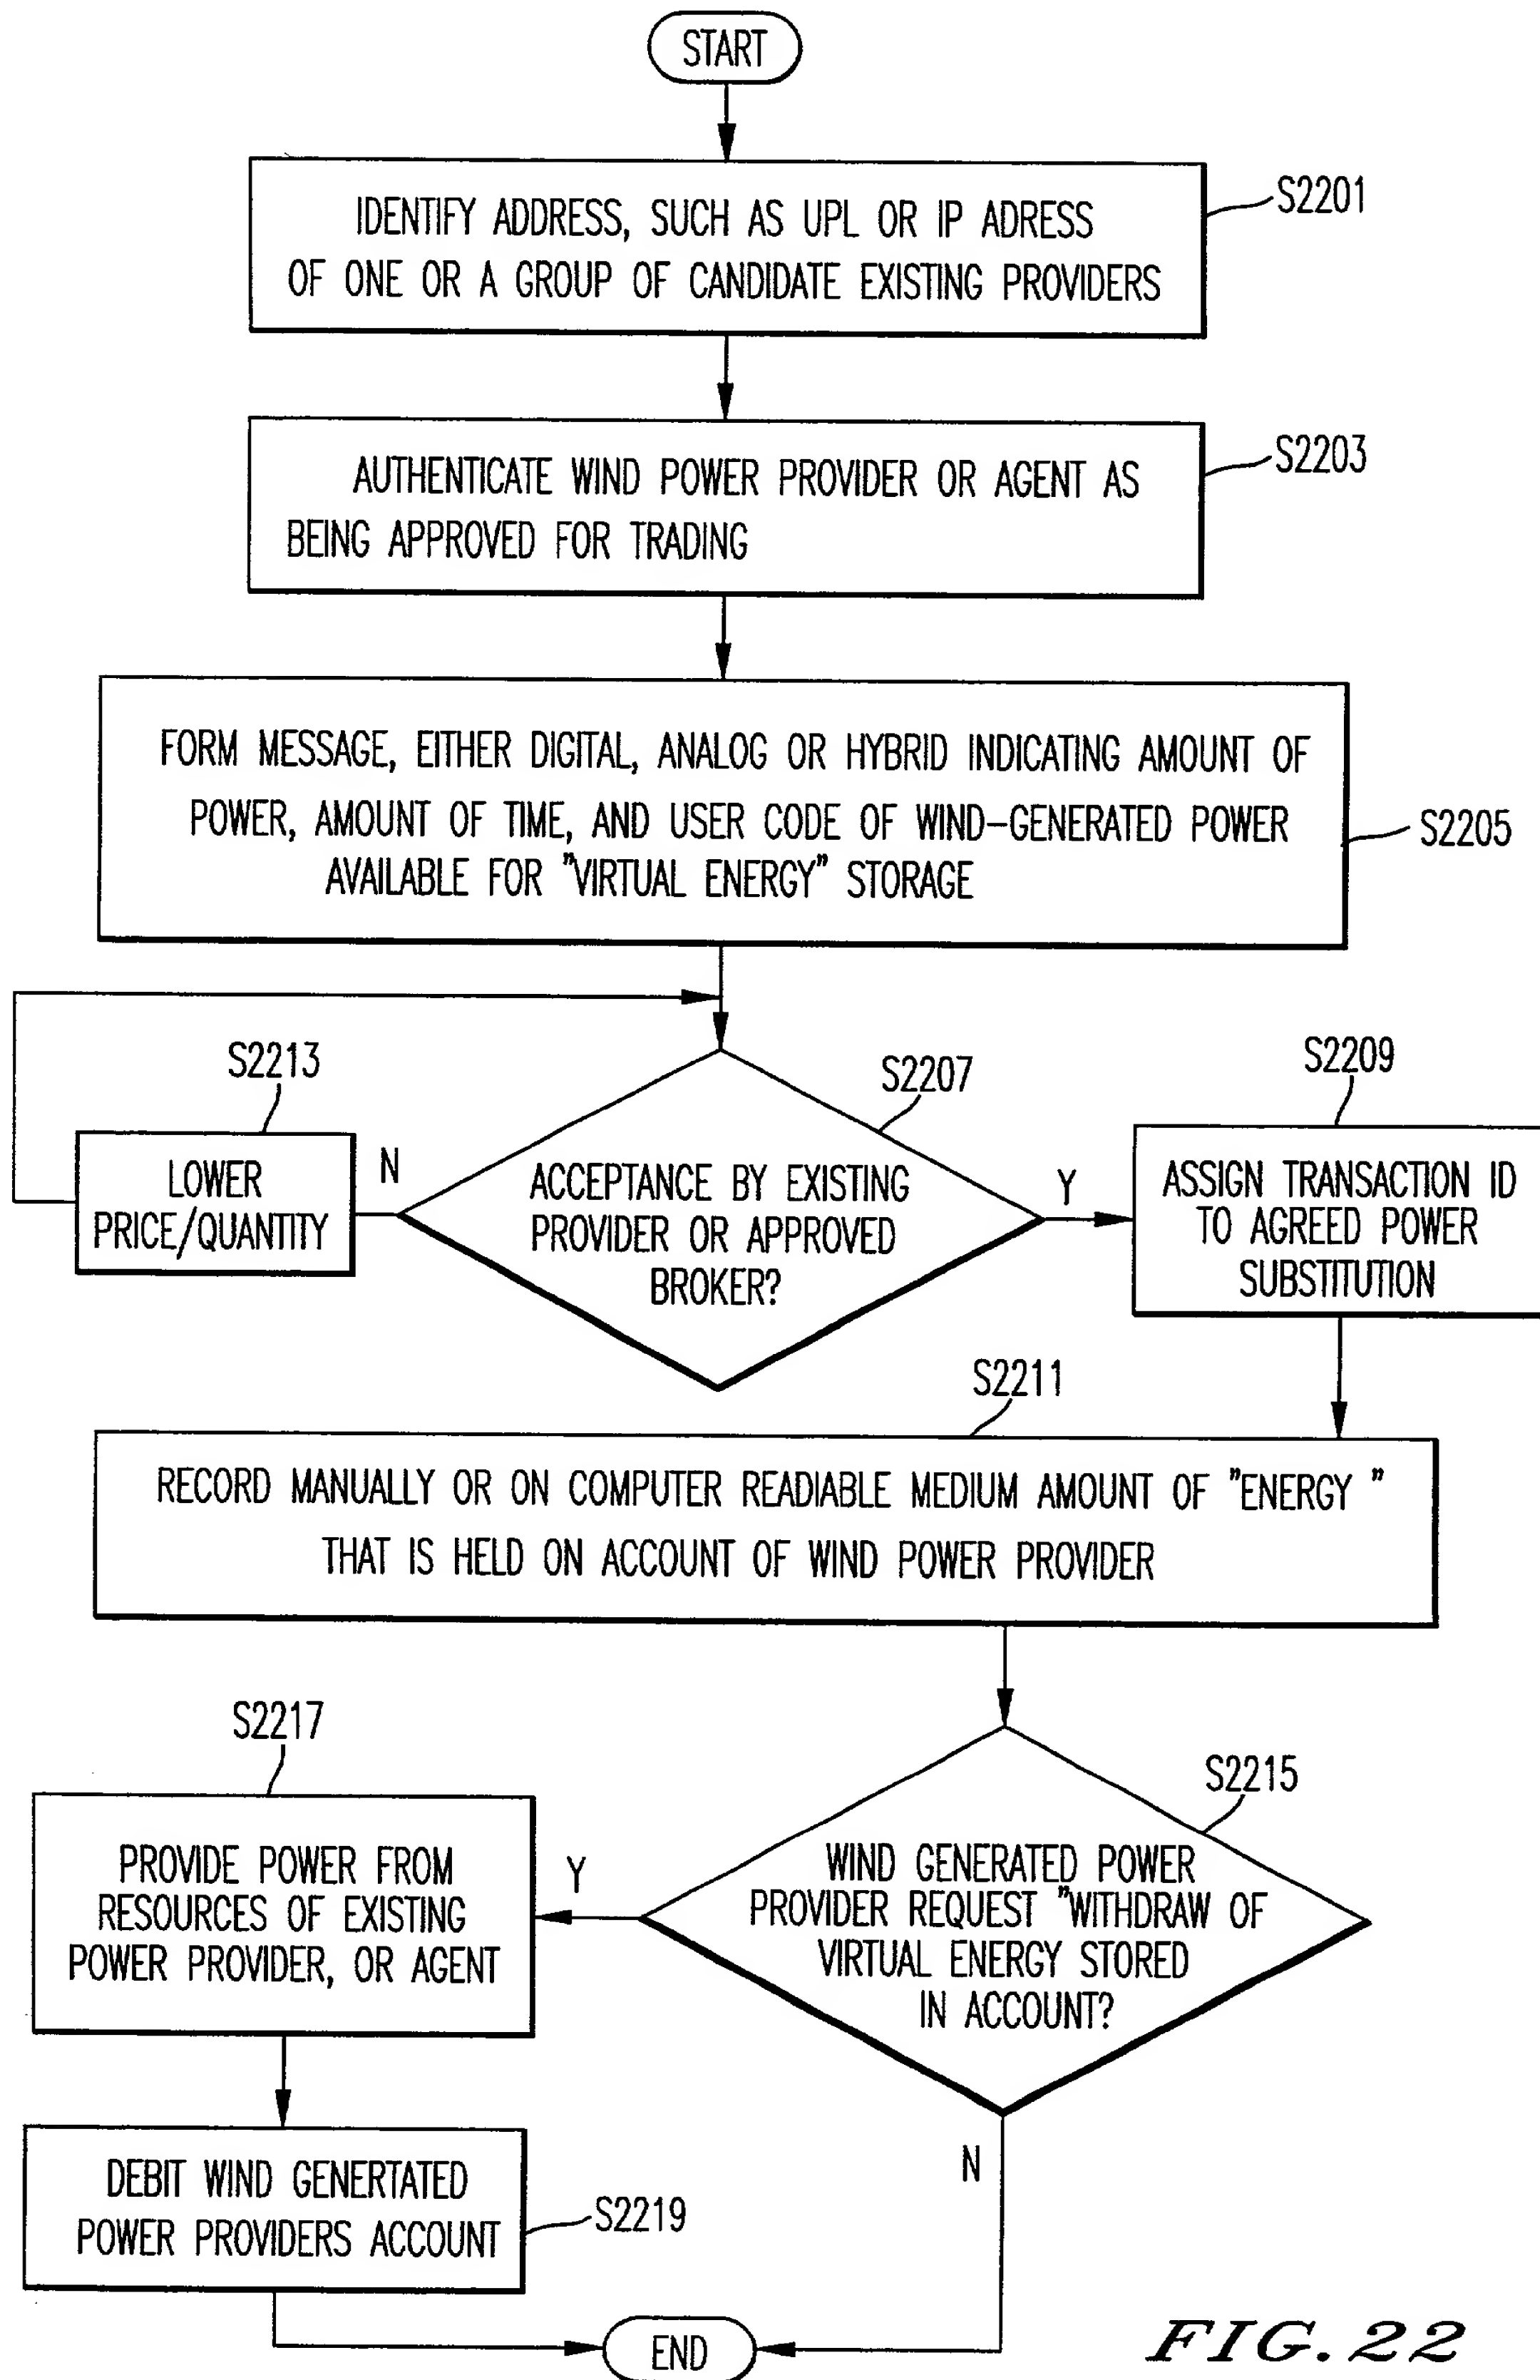 START
IDENTIFY ADDRESS, SUCH AS UPL OR IP ADRESS
OF ONE OR A GROUP OF CANDIDATE EXISTING PROVIDERS
S2201
AUTHENTICATE WIND POWER PROVIDER OR AGENT AS
BEING APPROVED FOR TRADING
S2203
FORM MESSAGE, EITHER DIGITAL, ANALOG OR HYBRID INDICATING AMOUNT OF
POWER, AMOUNT OF TIME, AND USER CODE OF WIND-GENERATED POWER
AVAILABLE FOR "VIRTUAL ENERGY" STORAGE
S2205
S2213
LOWER
PRICE/QUANTITY
N
S2207
ACCEPTANCE BY EXISTING
PROVIDER OR APPROVED
BROKER?
Y
S2209
ASSIGN TRANSACTION ID
TO AGREED POWER
SUBSTITUTION
S2211
RECORD MANUALLY OR ON COMPUTER READIABLE MEDIUM AMOUNT OF "ENERGY "
THAT IS HELD ON ACCOUNT OF WIND POWER PROVIDER
S2215
WIND GENERATED POWER
PROVIDER REQUEST "WITHDRAW OF
VIRTUAL ENERGY STORED
IN ACCOUNT?
Y
S2217
PROVIDE POWER FROM
RESOURCES OF EXISTING
POWER PROVIDER, OR AGENT
N
DEBIT WIND GENERTATED
POWER PROVIDERS ACCOUNT
S2219
END
FIG.22